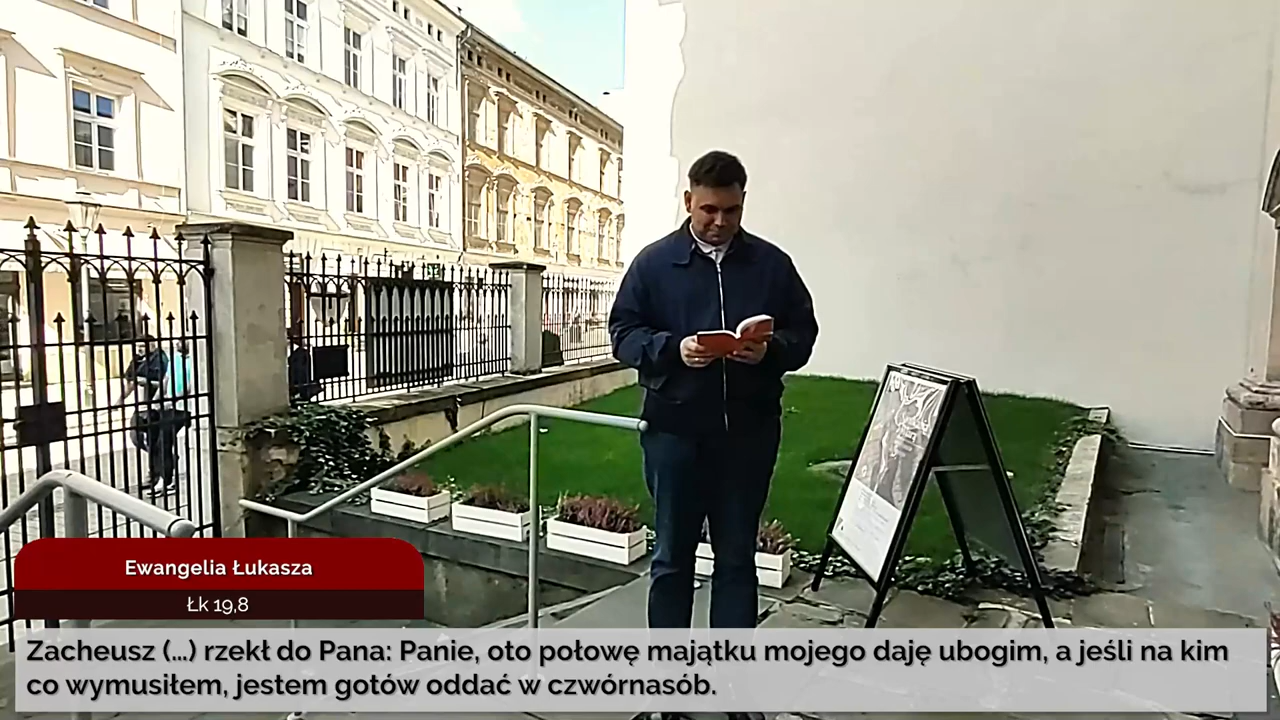 Ewangelia Łukasza
Łk 19,8
Zacheusz (...) rzekł do Pana: Panie, oto połowę majątku mojego daję ubogim, a jeśli na kim
co wymusiłem, jestem gotów oddać w czwórnasób.